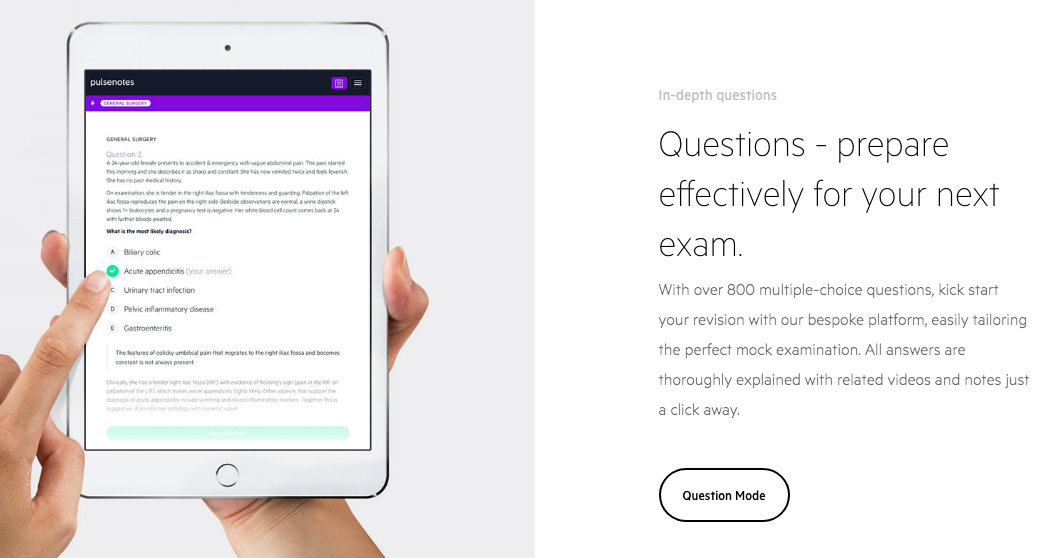 pulsenotes
GENERAL SURGERY
GENERAL SURGERY
Question 2.
A 24-year-old female presents to accident & emergency with vague abdominal pain. The pain started
this morning and she describes it as sharp and constant. She has now vomited twice and feels feverish.
She has no past medical history.
On examination, she is tender in the right iliac fossa with tenderness and guarding. Palpation of the left
iliac fossa reproduces the pain on the right side. Bedside observations are normal, a urine dipstick
shows 1+ leukocytes and a pregnancy test is negative. Her white blood cell count comes back at 24
with further bloods awaited.
What is the most likely diagnosis?
A Biliary colic
Acute appendicitis (your answer)
C Urinary tract infection
D Pelvic inflammatory disease
E Gastroenteritis
The features of colicky umbilical pain that migrates to the right iliac fossa and becomes
constant is not always present.
Clinically, she has a tender right iliac fossa (RIF) with evidence of Rovsing's sign (pain in the RIF on
palpation of the LIF), which makes acute appendicitis highly likely. Other aspects that support the
diagnosis of acute appendicitis include vomiting and raised inflammatory markers. Together this is
suggestive of an infective aetiology with systemic upset.
In-depth questions
Questions - prepare
effectively for your next
exam.
With over 800 multiple-choice questions, kick start
your revision with our bespoke platform, easily tailoring
the perfect mock examination. All answers are
thoroughly explained with related videos and notes just
a click away.
Question Mode